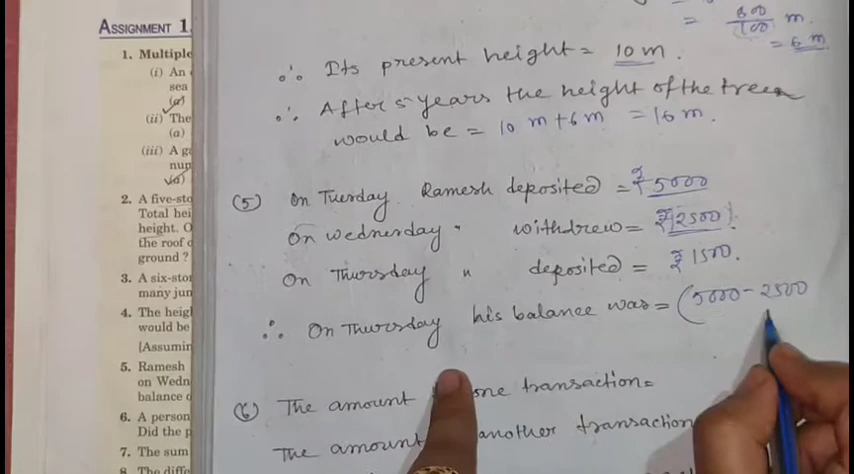 ASSIGNMENT 1
1. Multiple
(i) An
sea
(a)
(ii) The
(a)
(iii) A
nun
(a)
2. A five-sto
Total hei
height. O
the roof o
ground ?
3. A six-stor
many jun
4. The heig
would be
[Assumin
5. Ramesh
on Wedn
balance o
6. A person
Did the p
7. The sum
8. The diffe
= 600/100 m.
= 6 m
∴ Its present height = 10 m.
∴ After 5 years the height of the tree
would be = 10 m + 6 m = 16 m.
(5) On Tuesday Ramesh deposited = ₹ 5000
On Wednesday " withdrew = ₹ 2500
On Thursday " deposited = ₹ 1500.
∴ On Thursday his balance was = (5000 - 2500
(6) The amount one transaction =
The amount another transaction